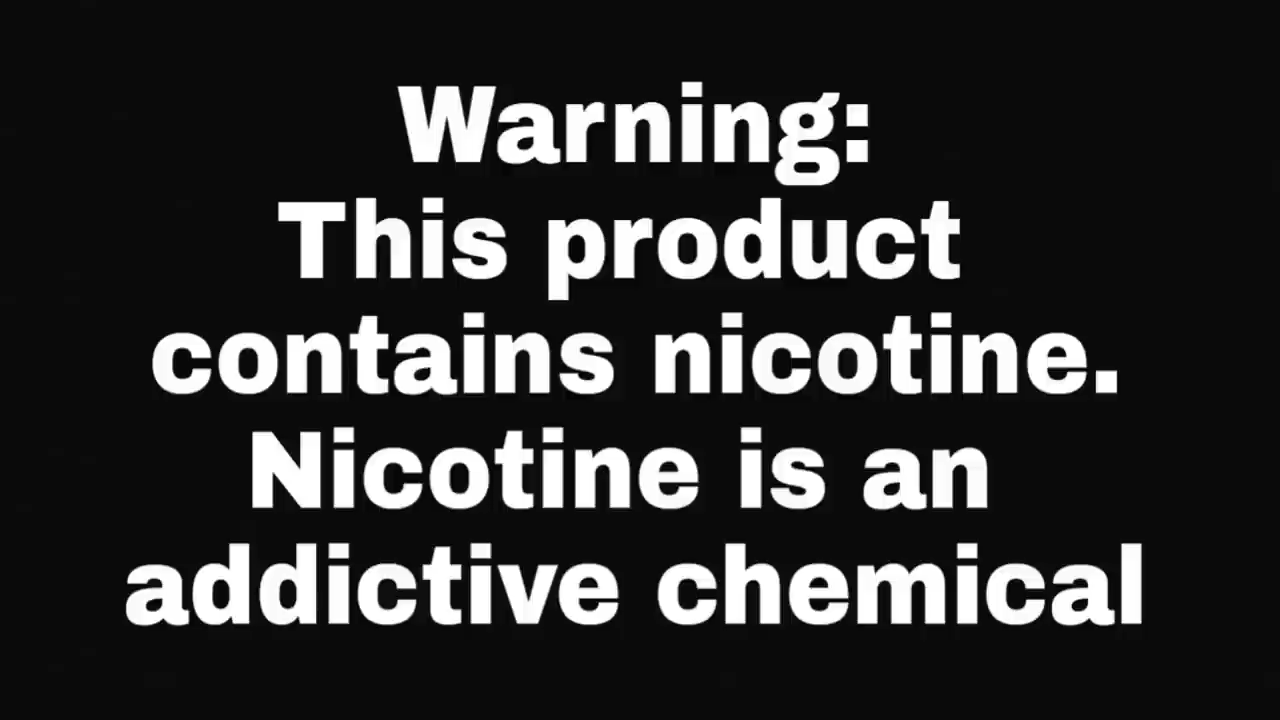 Warning:
This product
contains nicotine.
Nicotine is an
addictive chemical